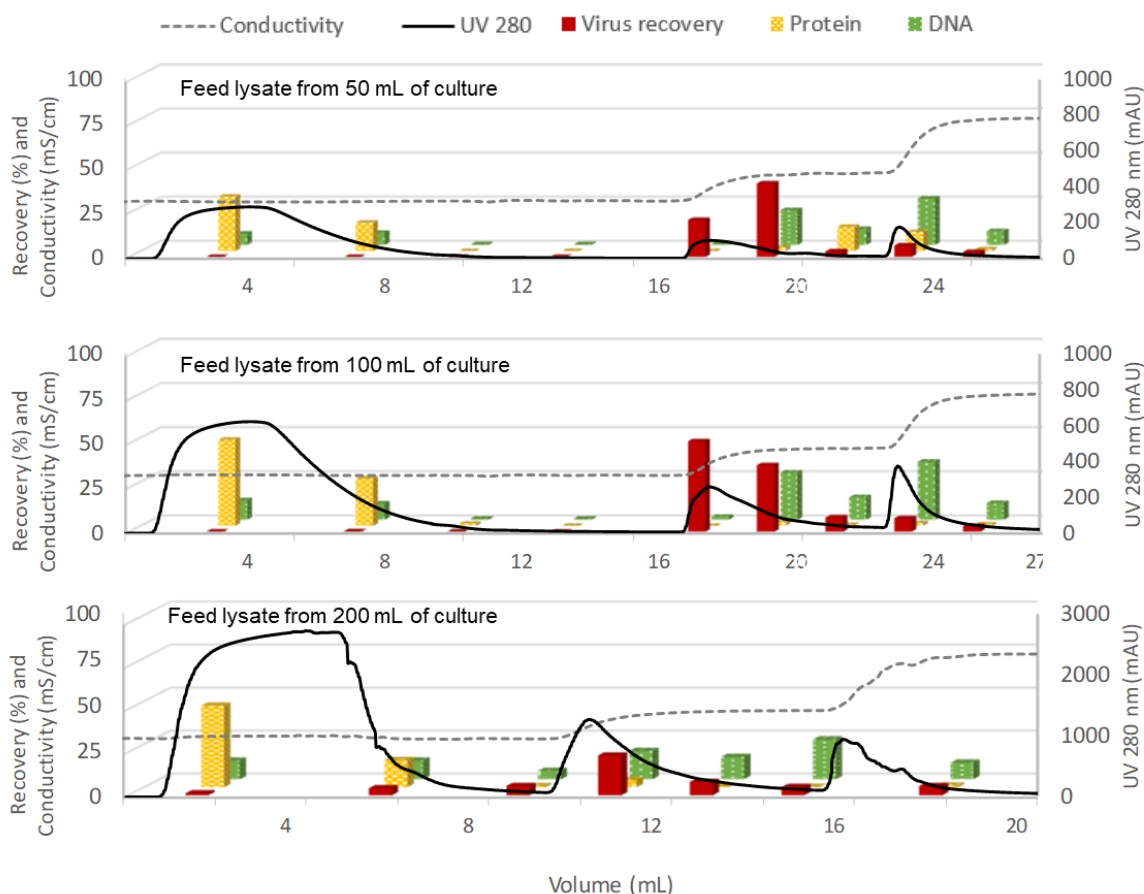 Conductivity UV 280 Virus recovery Protein DNA
Feed lysate from 50 mL of culture
Recovery (%) and
Conductivity (mS/cm)
100
75
50
25
0
4 8 12 16 20 24
1000
800
600
400
200
0
UV 280 nm (mAU)
Feed lysate from 100 mL of culture
Recovery (%) and
Conductivity (mS/cm)
100
75
50
25
0
4 8 12 16 20 24 27
1000
800
600
400
200
0
UV 280 nm (mAU)
Feed lysate from 200 mL of culture
Recovery (%) and
Conductivity (mS/cm)
100
75
50
25
0
4 8 12 16 20
3000
2000
1000
0
UV 280 nm (mAU)
Volume (mL)